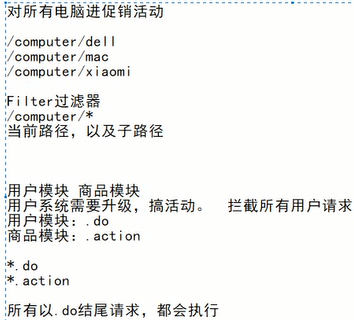 对所有电脑进促销活动
/computer/dell
/computer/mac
/computer/xiaomi
Filter过滤器
/computer/*
当前路径，以及子路径
用户模块 商品模块
用户系统需要升级，搞活动。 拦截所有用户请求
用户模块：.do
商品模块：.action
*.do
*.action
所有以.do结尾请求，都会执行